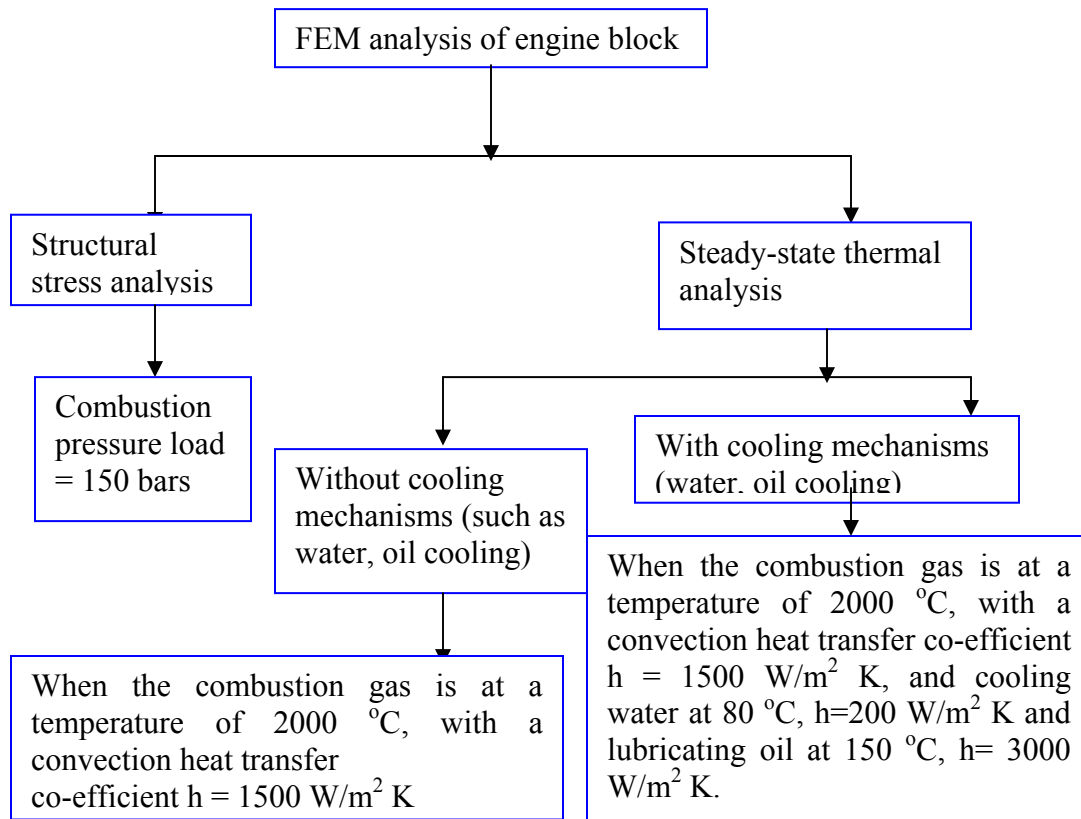 FEM analysis of engine block
Structural
stress analysis
Steady-state thermal
analysis
Combustion
pressure load
= 150 bars
Without cooling
mechanisms (such as
water, oil cooling)
With cooling mechanisms
(water, oil cooling)
When the combustion gas is at a
temperature of 2000 °C, with a
convection heat transfer
co-efficient h = 1500 W/m² K
When the combustion gas is at a
temperature of 2000 °C, with a
convection heat transfer co-efficient
h = 1500 W/m² K, and cooling
water at 80 °C, h=200 W/m² K and
lubricating oil at 150 °C, h= 3000
W/m² K.